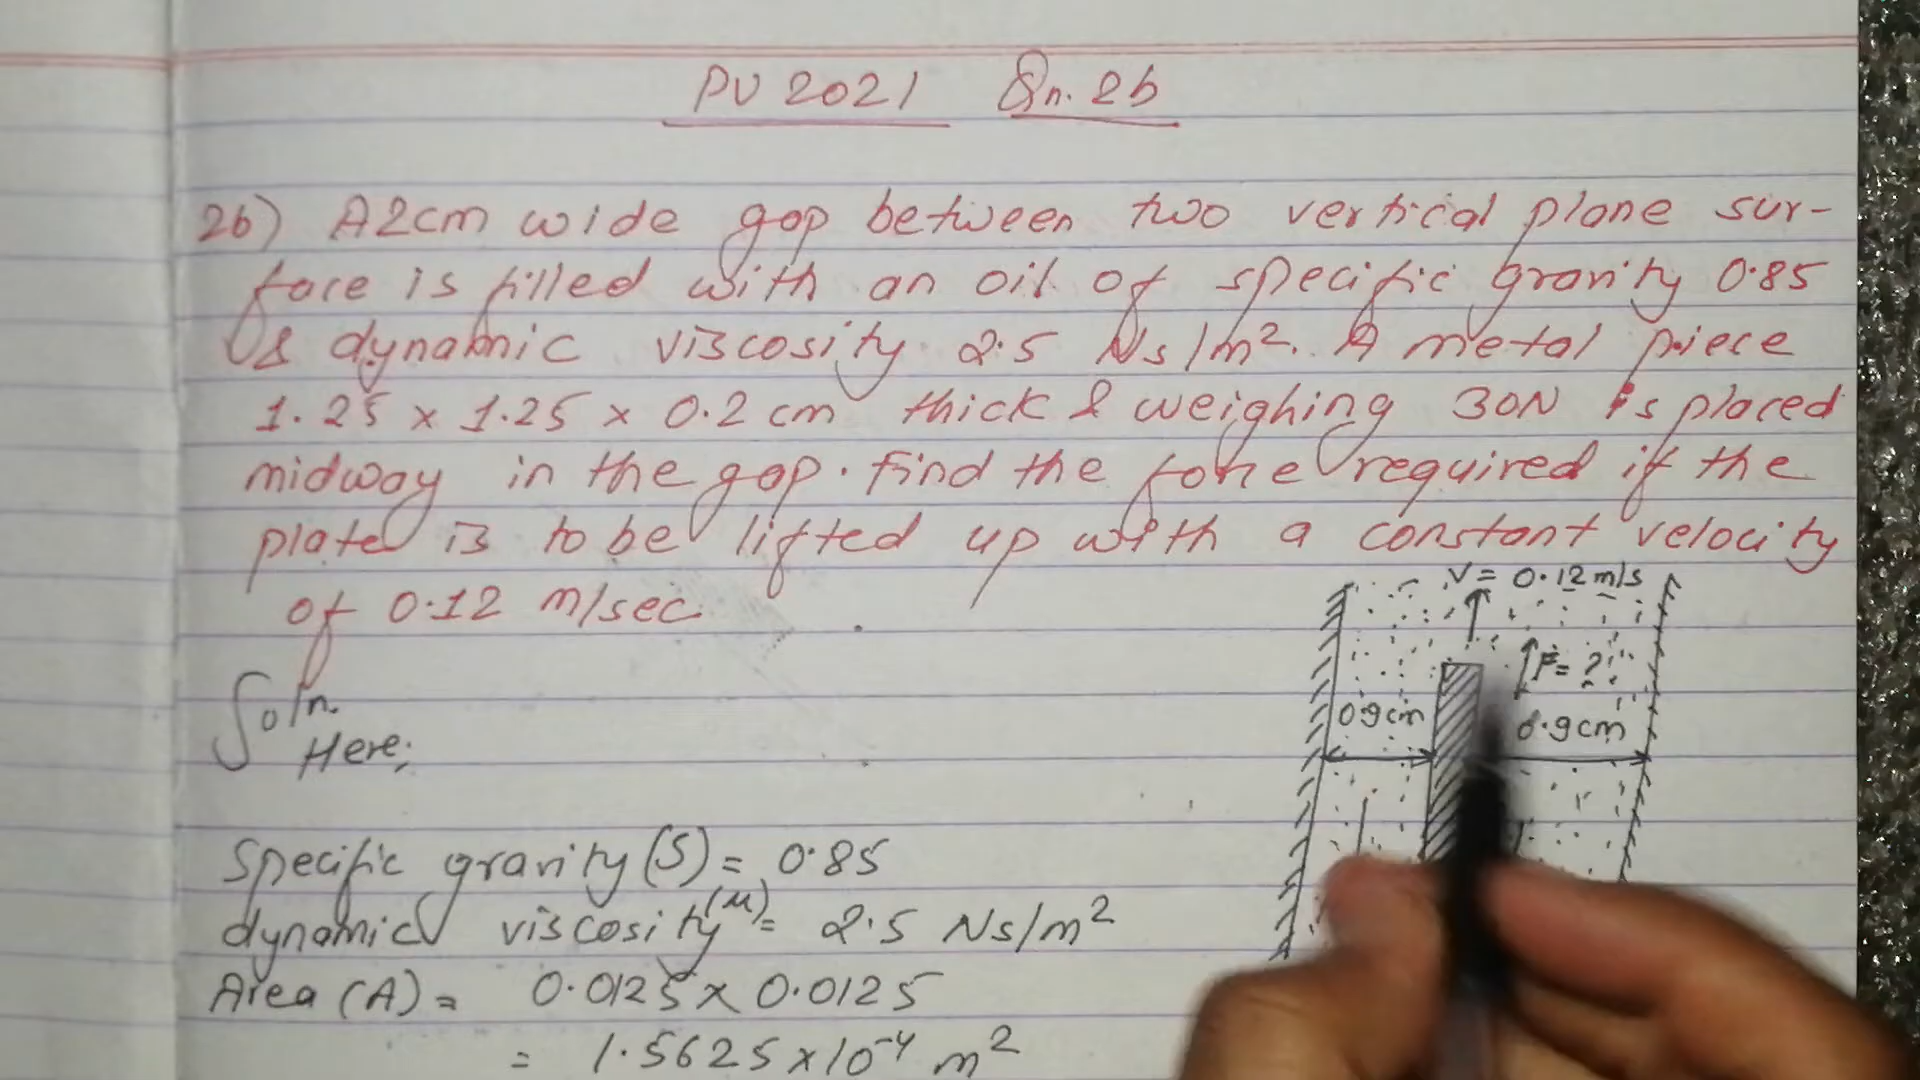 PU 2021 Qn. 2b
2b) A 2cm wide gap between two vertical plane sur-
face is filled with an oil of specific gravity 0.85
& dynamic viscosity 2.5 Ns/m². A metal piece
1.25 x 1.25 x 0.2 cm thick & weighing 30N is placed
midway in the gap. Find the force required if the
plate is to be lifted up with a constant velocity
of 0.12 m/sec.
V = 0.12 m/s
F = ?
0.9cm
0.9cm
Soln.
Here;
Specific gravity (S) = 0.85
dynamic viscosity (μ) = 2.5 Ns/m²
Area (A) = 0.0125 x 0.0125
= 1.5625 x 10⁻⁴ m²